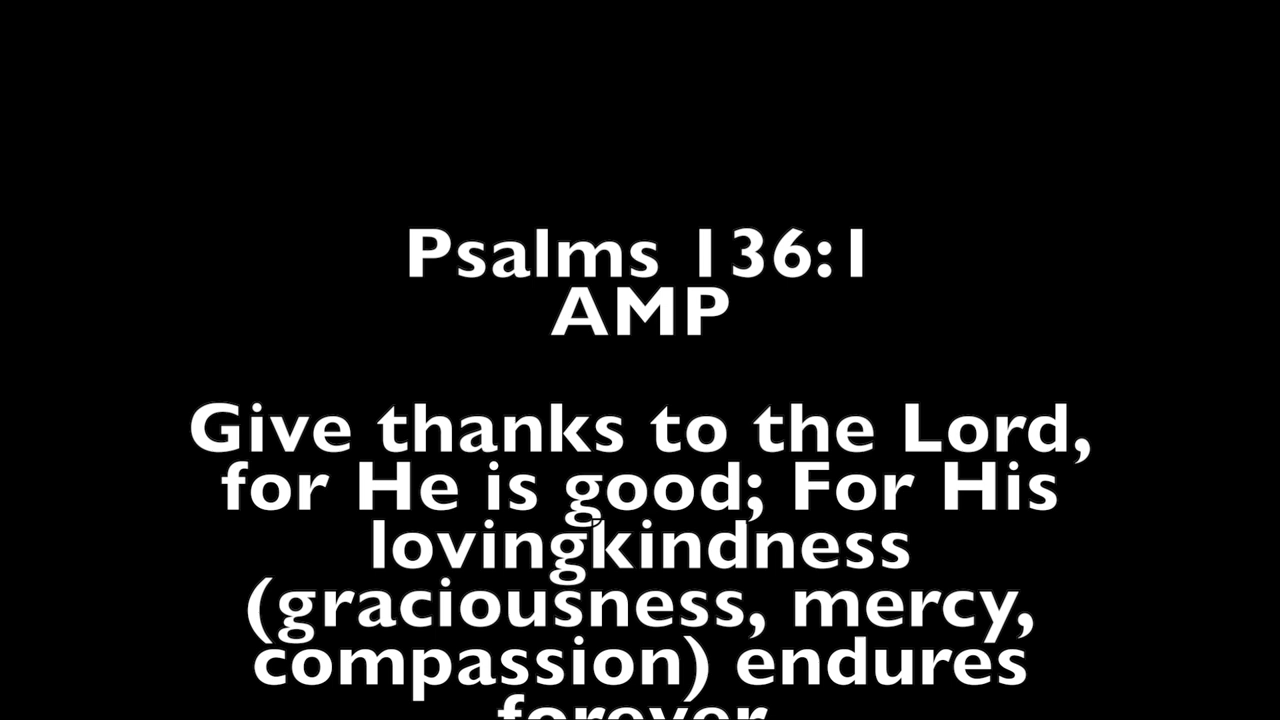 Psalms 136:1
AMP
Give thanks to the Lord,
for He is good; For His
lovingkindness
(graciousness, mercy,
compassion) endures
forever